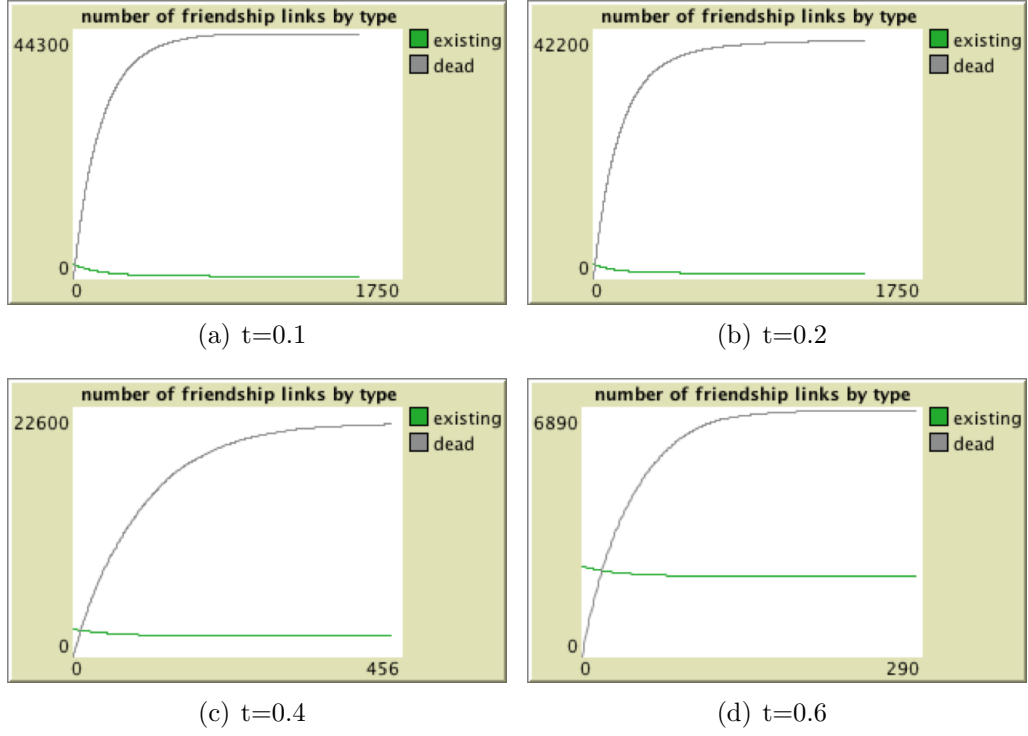 number of friendship links by type
44300
existing
dead
0
0 1750
(a) t=0.1
number of friendship links by type
42200
existing
dead
0
0 1750
(b) t=0.2
number of friendship links by type
22600
existing
dead
0
0 456
(c) t=0.4
number of friendship links by type
6890
existing
dead
0
0 290
(d) t=0.6